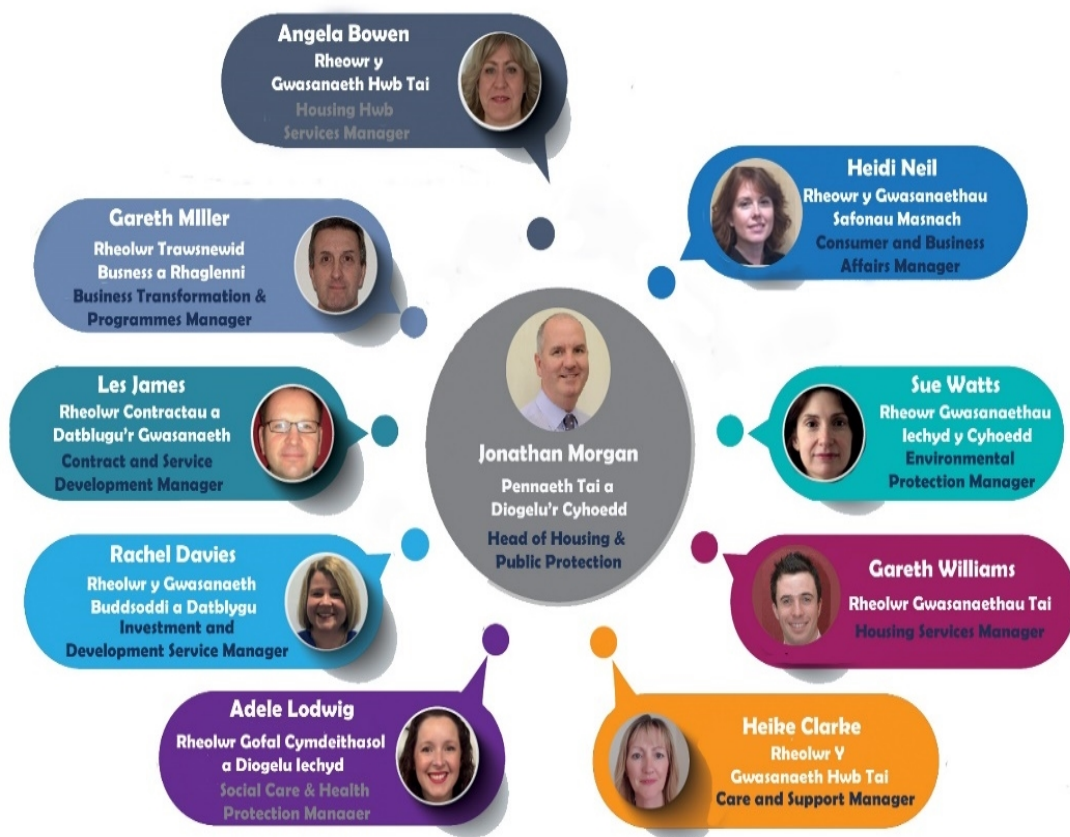 Angela Bowen
Rheowr y
Gwasanaeth Hwb Tai
Housing Hwb
Services Manager
Heidi Neil
Rheowr y Gwasanaethau
Safonau Masnach
Consumer and Business
Affairs Manager
Gareth MIller
Rheolwr Trawsnewid
Busness a Rhaglenni
Business Transformation &
Programmes Manager
Jonathan Morgan
Pennaeth Tai a
Diogelu'r Cyhoedd
Head of Housing &
Public Protection
Les James
Rheolwr Contractau a
Datblugu'r Gwasanaeth
Contract and Service
Development Manager
Sue Watts
Rheowr Gwasanaethau
Iechyd y Cyhoedd
Environmental
Protection Manager
Rachel Davies
Rheolwr y Gwasanaeth
Buddsoddi a Datblygu
Investment and
Development Service Manager
Gareth Williams
Rheolwr Gwasanaethau Tai
Housing Services Manager
Adele Lodwig
Rheolwr Gofal Cymdeithasol
a Diogelu Iechyd
Social Care & Health
Protection Manager
Heike Clarke
Rheolwr Y
Gwasanaeth Hwb Tai
Care and Support Manager